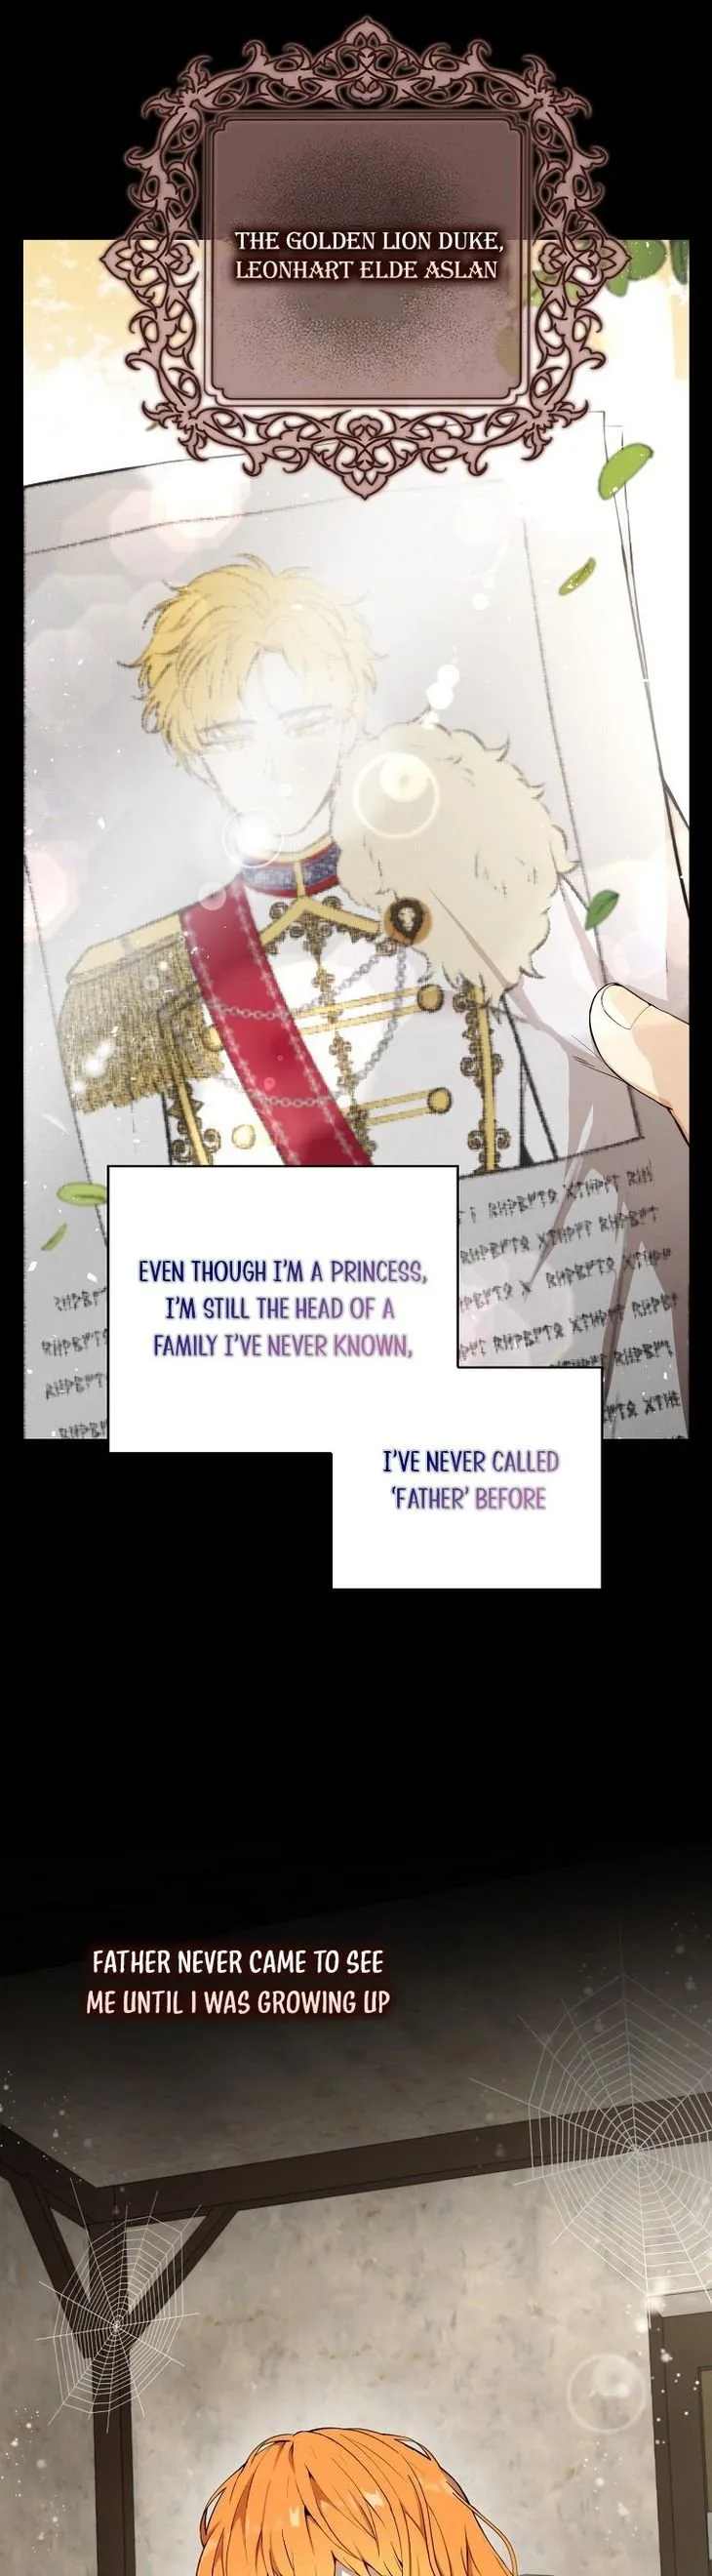 THE GOLDEN LION DUKE,
LEONHART ELDE ASLAN
EVEN THOUGH I'M A PRINCESS,
I'M STILL THE HEAD OF A
FAMILY I'VE NEVER KNOWN,
I'VE NEVER CALLED
'FATHER' BEFORE
FATHER NEVER CAME TO SEE
ME UNTIL I WAS GROWING UP